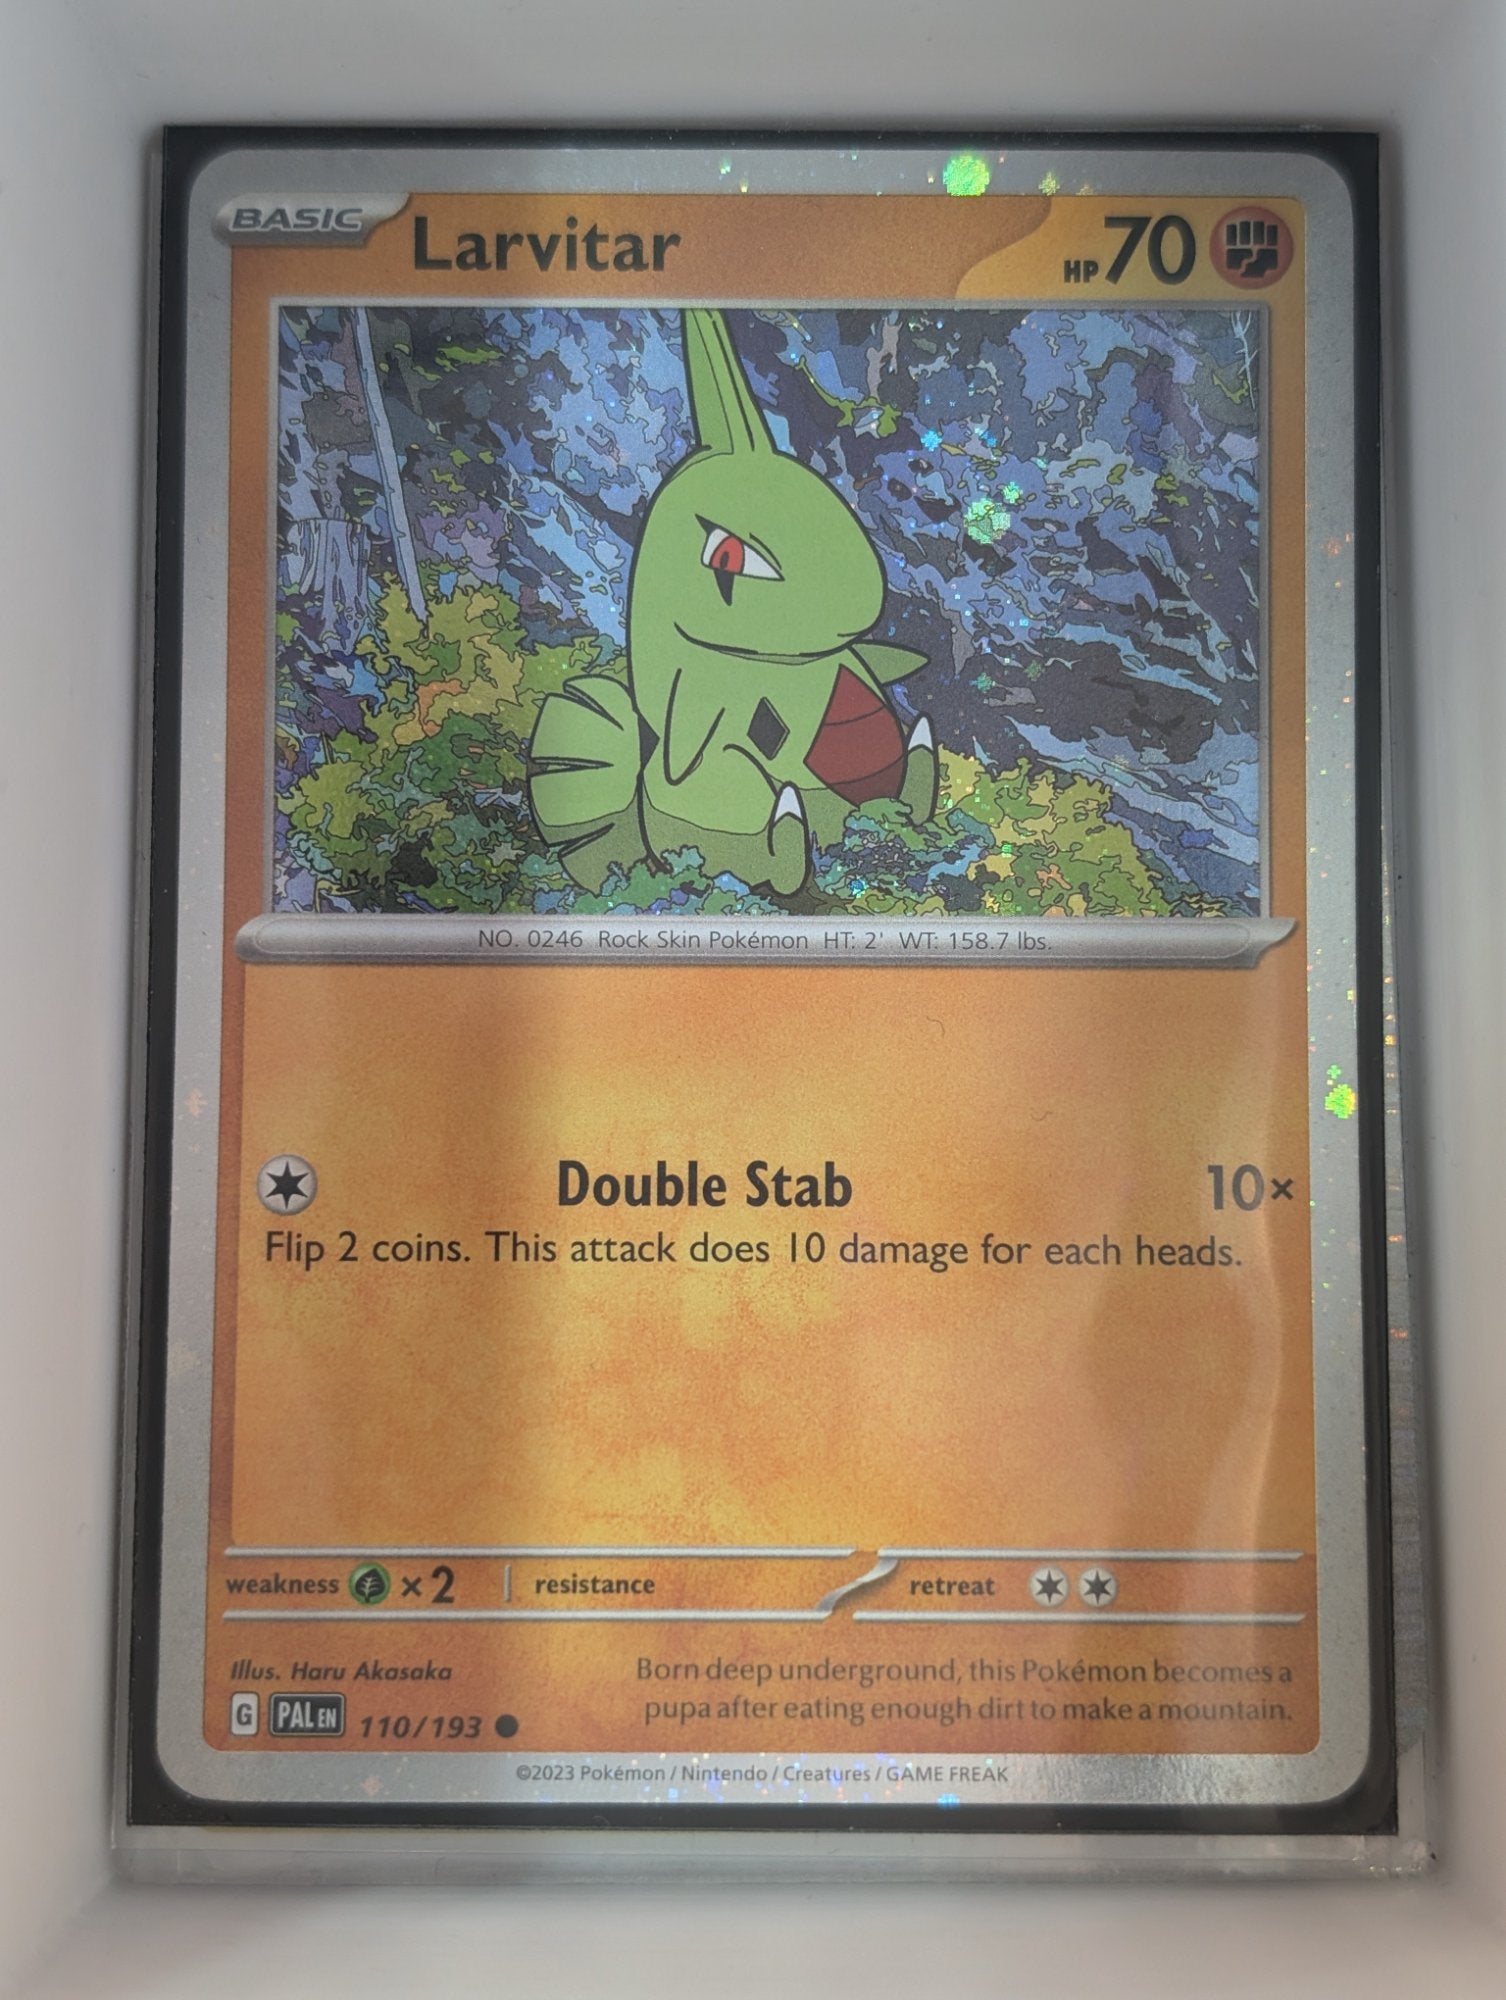 BASIC Larvitar HP 70
NO. 0246 Rock Skin Pokémon HT: 2' WT: 158.7 lbs.
Double Stab 10×
Flip 2 coins. This attack does 10 damage for each heads.
weakness × 2 resistance retreat
Illus. Haru Akasaka
Born deep underground, this Pokémon becomes a
pupa after eating enough dirt to make a mountain.
G PAL EN 110/193
©2023 Pokémon / Nintendo / Creatures / GAME FREAK